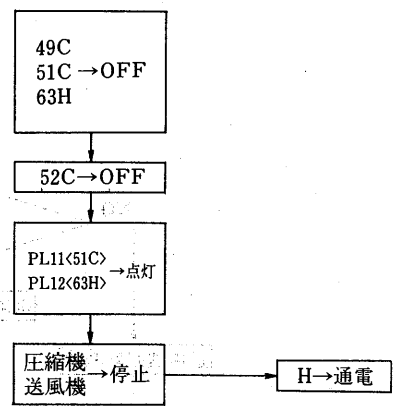 49C
51C→OFF
63H
52C→OFF
PL11<51C>
PL12<63H>
→点灯
圧縮機
送風機
→停止
H→通電